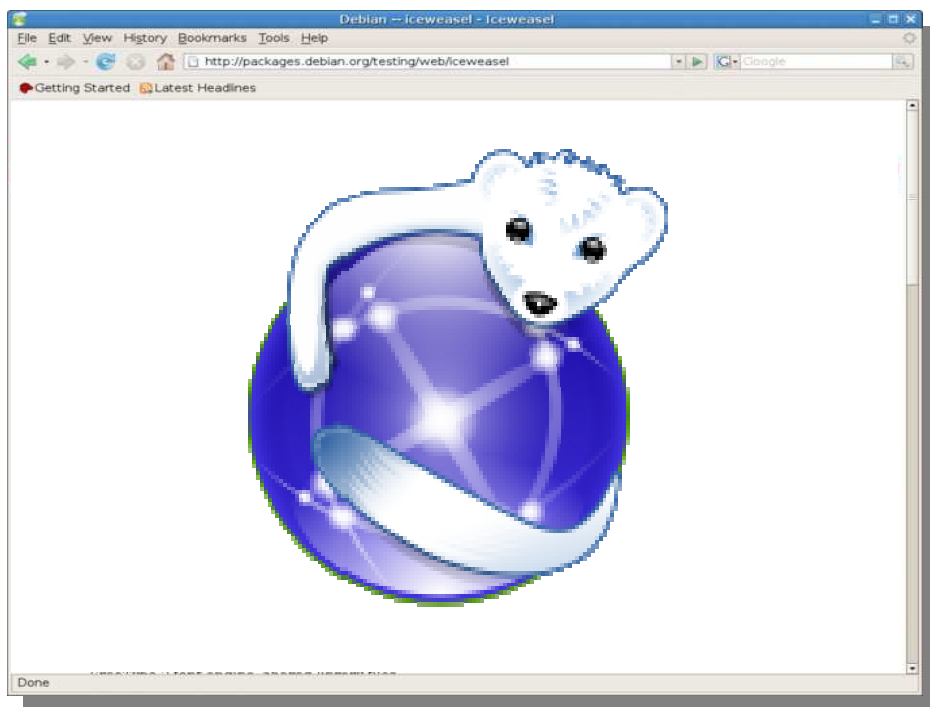 Debian -- iceweasel - Iceweasel
File Edit View History Bookmarks Tools Help
http://packages.debian.org/testing/web/iceweasel
Google
Getting Started Latest Headlines
Done